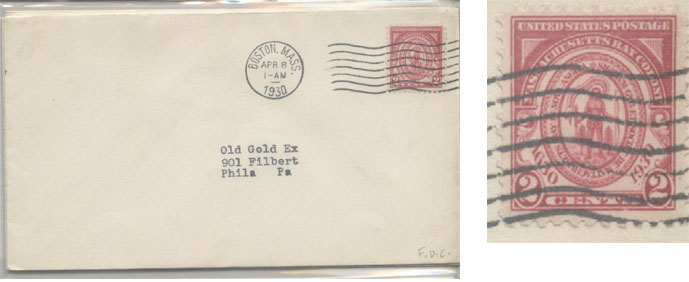 BOSTON, MASS.
APR 8
1-AM
1930
Old Gold Ex
901 Filbert
Phila Pa
F.D.C.
UNITED STATES POSTAGE
MASSACHUSETTS BAY COLONY
1630 1930
2 CENTS 2